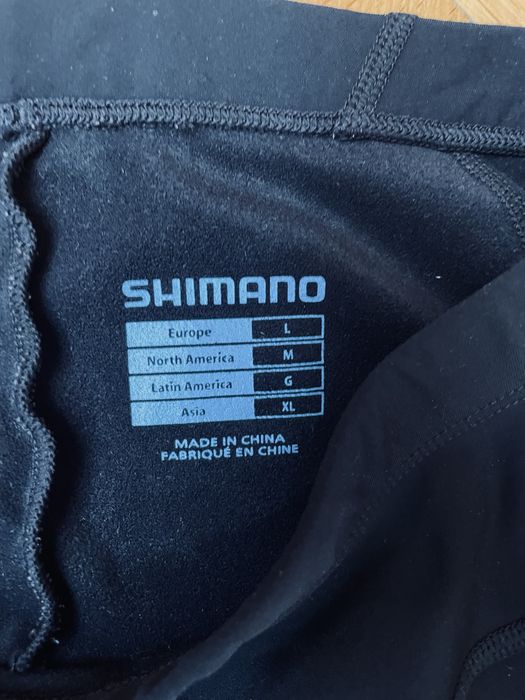 SHIMANO
Europe L
North America M
Latin America G
Asia XL
MADE IN CHINA
FABRIQUÉ EN CHINE